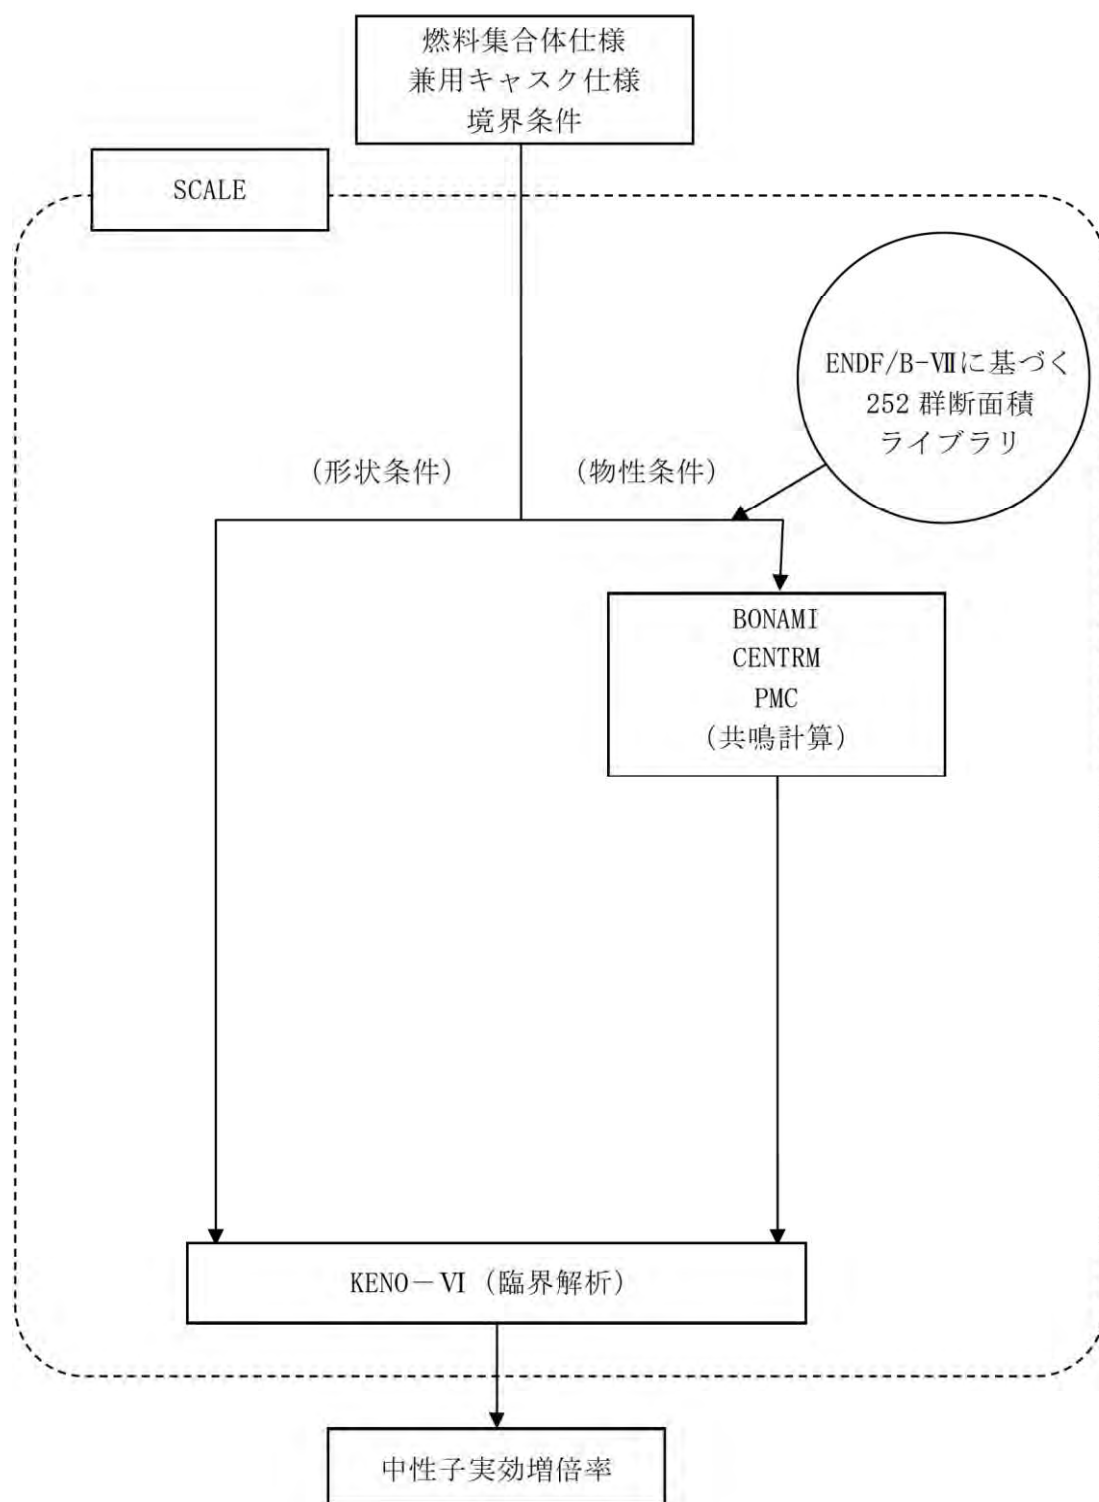 燃料集合体仕様
兼用キャスク仕様
境界条件
SCALE
ENDF/B-Ⅶに基づく
252 群断面積
ライブラリ
（形状条件）
（物性条件）
BONAMI
CENTRM
PMC
（共鳴計算）
KENO－Ⅵ（臨界解析）
中性子実効増倍率